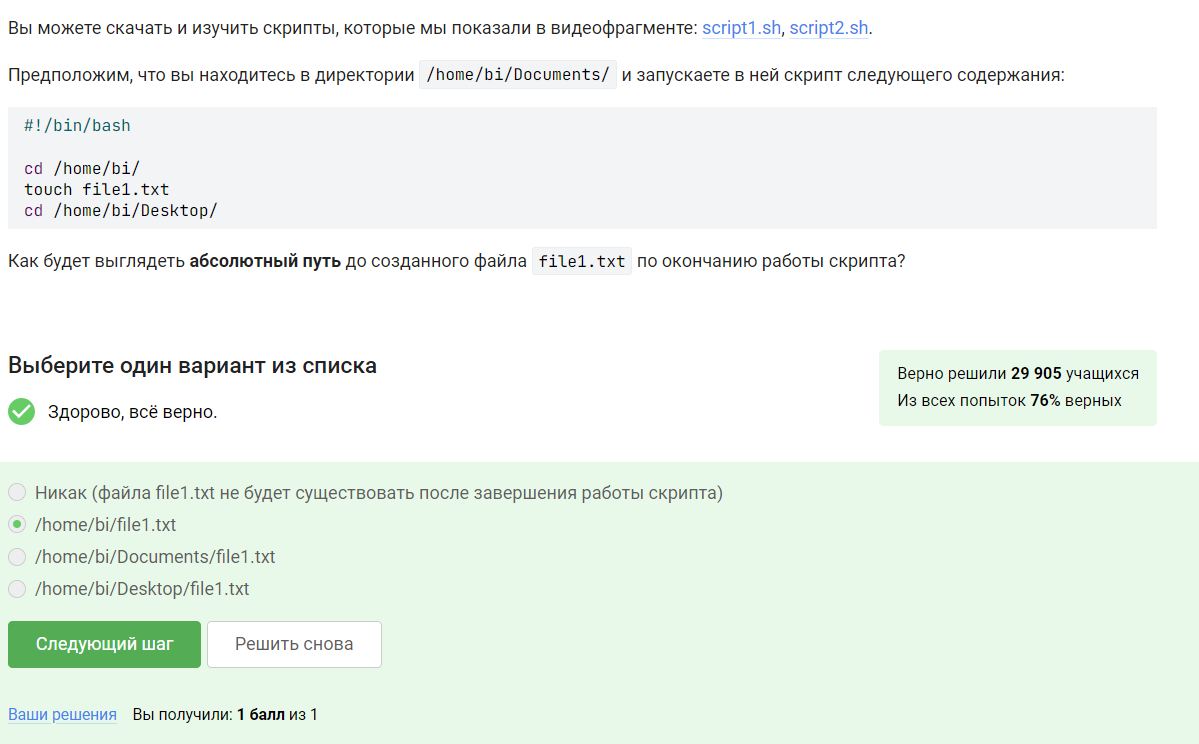 Вы можете скачать и изучить скрипты, которые мы показали в видеофрагменте: script1.sh, script2.sh.
Предположим, что вы находитесь в директории /home/bi/Documents/ и запускаете в ней скрипт следующего содержания:
#!/bin/bash
cd /home/bi/
touch file1.txt
cd /home/bi/Desktop/
Как будет выглядеть абсолютный путь до созданного файла file1.txt по окончанию работы скрипта?
Выберите один вариант из списка
Здорово, всё верно.
Верно решили 29 905 учащихся
Из всех попыток 76% верных
Никак (файла file1.txt не будет существовать после завершения работы скрипта)
/home/bi/file1.txt
/home/bi/Documents/file1.txt
/home/bi/Desktop/file1.txt
Следующий шаг
Решить снова
Ваши решения Вы получили: 1 балл из 1